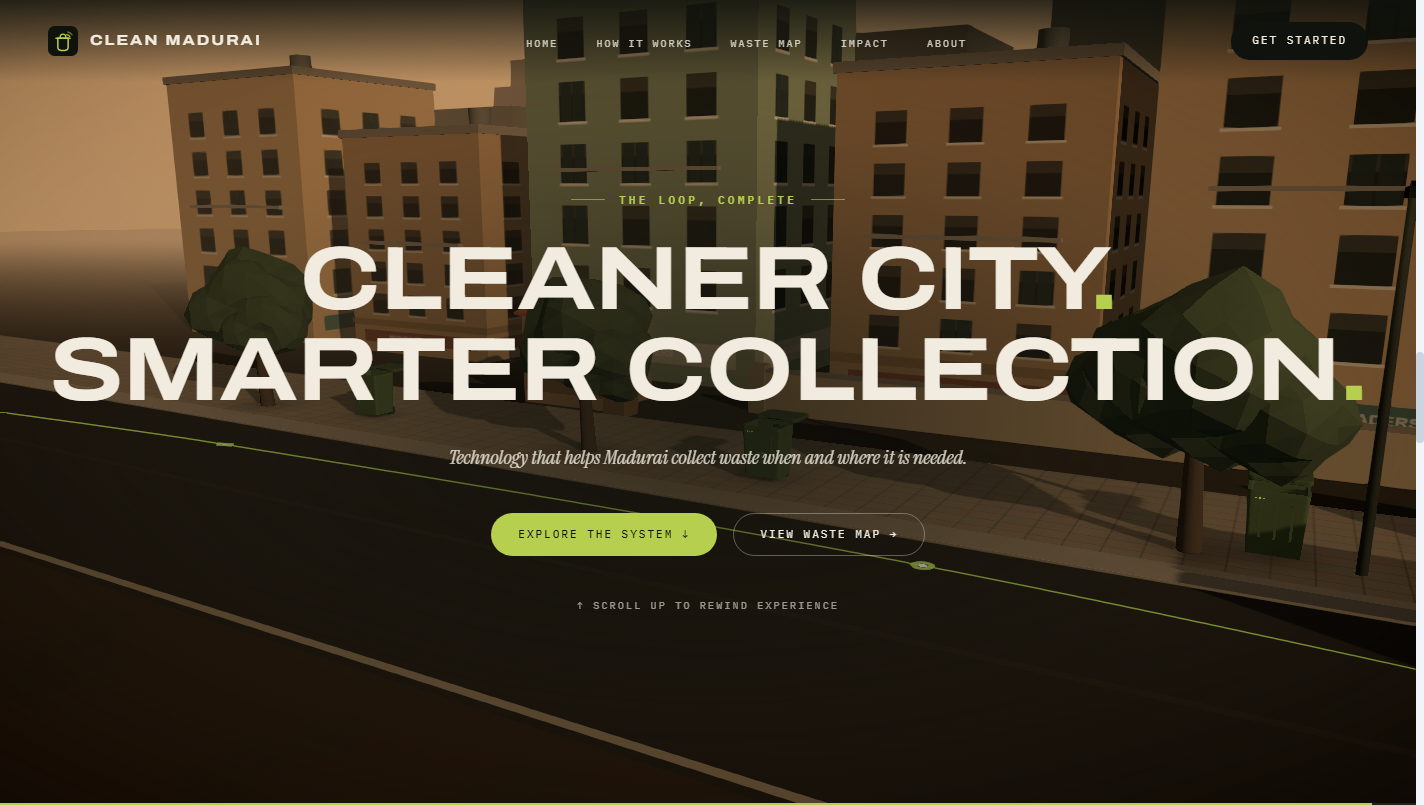 CLEAN MADURAI
HOME HOW IT WORKS WASTE MAP IMPACT ABOUT
GET STARTED
THE LOOP, COMPLETE
CLEANER CITY.
SMARTER COLLECTION.
Technology that helps Madurai collect waste when and where it is needed.
EXPLORE THE SYSTEM ↓
VIEW WASTE MAP →
↑ SCROLL UP TO REWIND EXPERIENCE